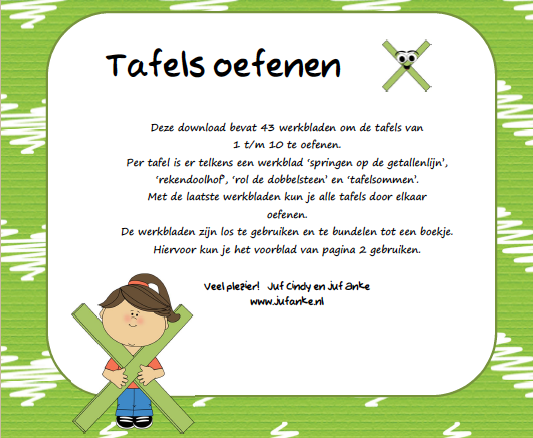 Tafels oefenen
Deze download bevat 43 werkbladen om de tafels van
1 t/m 10 te oefenen.
Per tafel is er telkens een werkblad ‘springen op de getallenlijn’,
‘rekendoolhof’, ‘rol de dobbelsteen’ en ‘tafelsommen’.
Met de laatste werkbladen kun je alle tafels door elkaar
oefenen.
De werkbladen zijn los te gebruiken en te bundelen tot een boekje.
Hiervoor kun je het voorblad van pagina 2 gebruiken.
Veel plezier! Juf Cindy en juf Anke
www.jufanke.nl